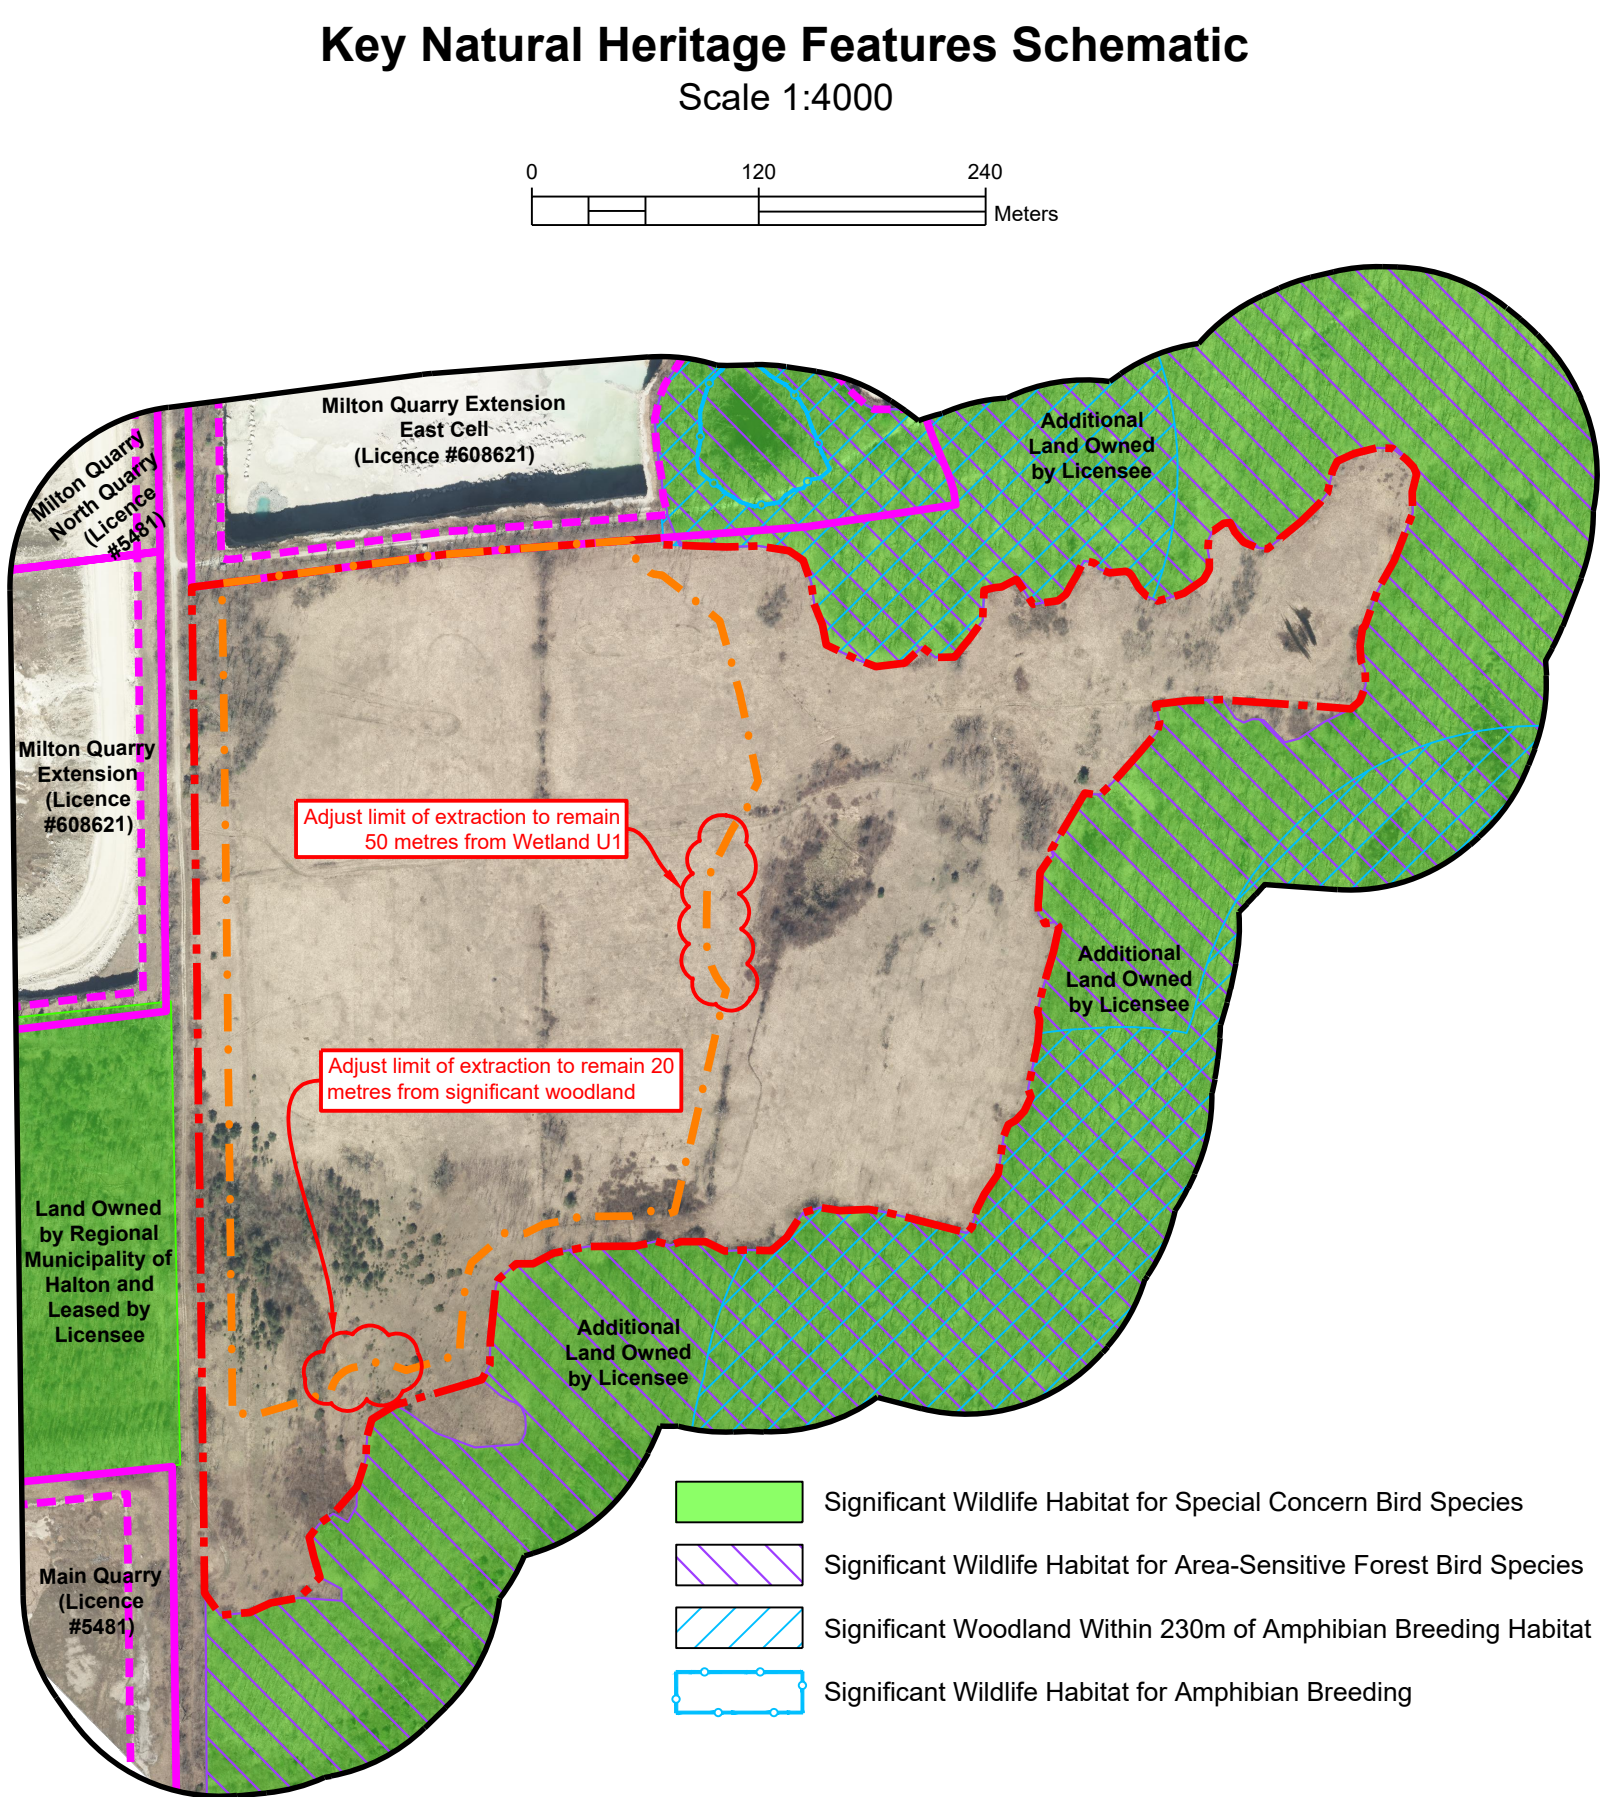 Key Natural Heritage Features Schematic
Scale 1:4000
0
120
240
Meters
Milton Quarry Extension
East Cell
(Licence #608621)
Additional
Land Owned
by Licensee
Milton Quarry
North Quarry
(Licence
#5481)
Milton Quarry
Extension
(Licence
#608621)
Adjust limit of extraction to remain
50 metres from Wetland U1
Additional
Land Owned
by Licensee
Adjust limit of extraction to remain 20
metres from significant woodland
Land Owned
by Regional
Municipality of
Halton and
Leased by
Licensee
Additional
Land Owned
by Licensee
Main Quarry
(Licence
#5481)
Significant Wildlife Habitat for Special Concern Bird Species
Significant Wildlife Habitat for Area-Sensitive Forest Bird Species
Significant Woodland Within 230m of Amphibian Breeding Habitat
Significant Wildlife Habitat for Amphibian Breeding